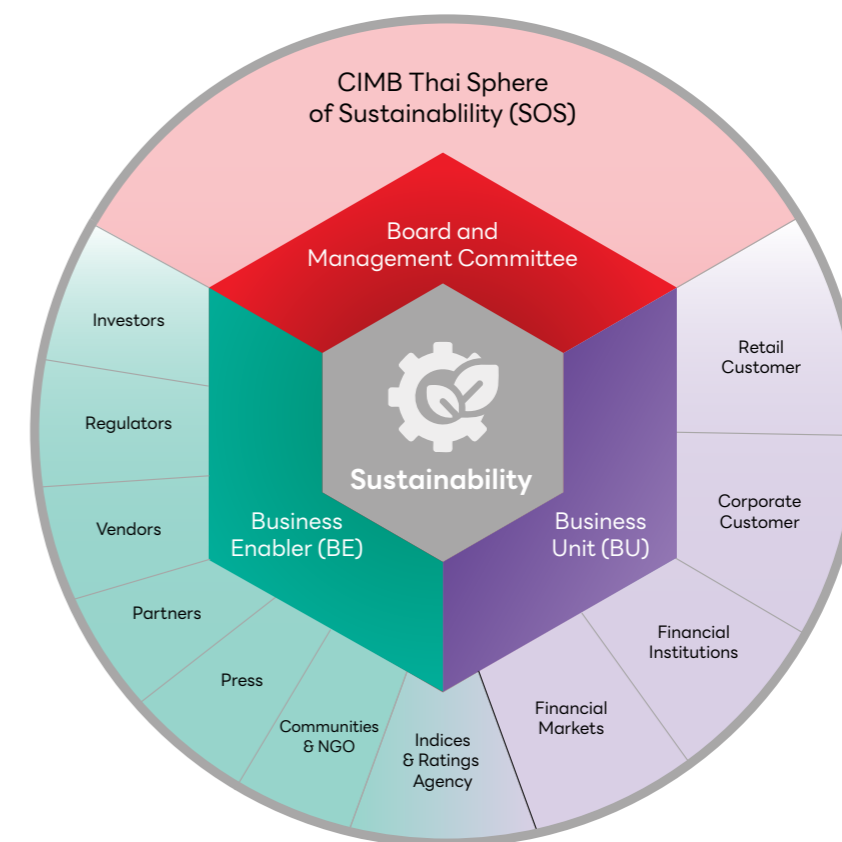 CIMB Thai Sphere
of Sustainablility (SOS)
Board and
Management Committee
Investors
Regulators
Vendors
Partners
Press
Communities
& NGO
Indices
& Ratings
Agency
Financial
Markets
Financial
Institutions
Corporate
Customer
Retail
Customer
Sustainability
Business
Enabler (BE)
Business
Unit (BU)